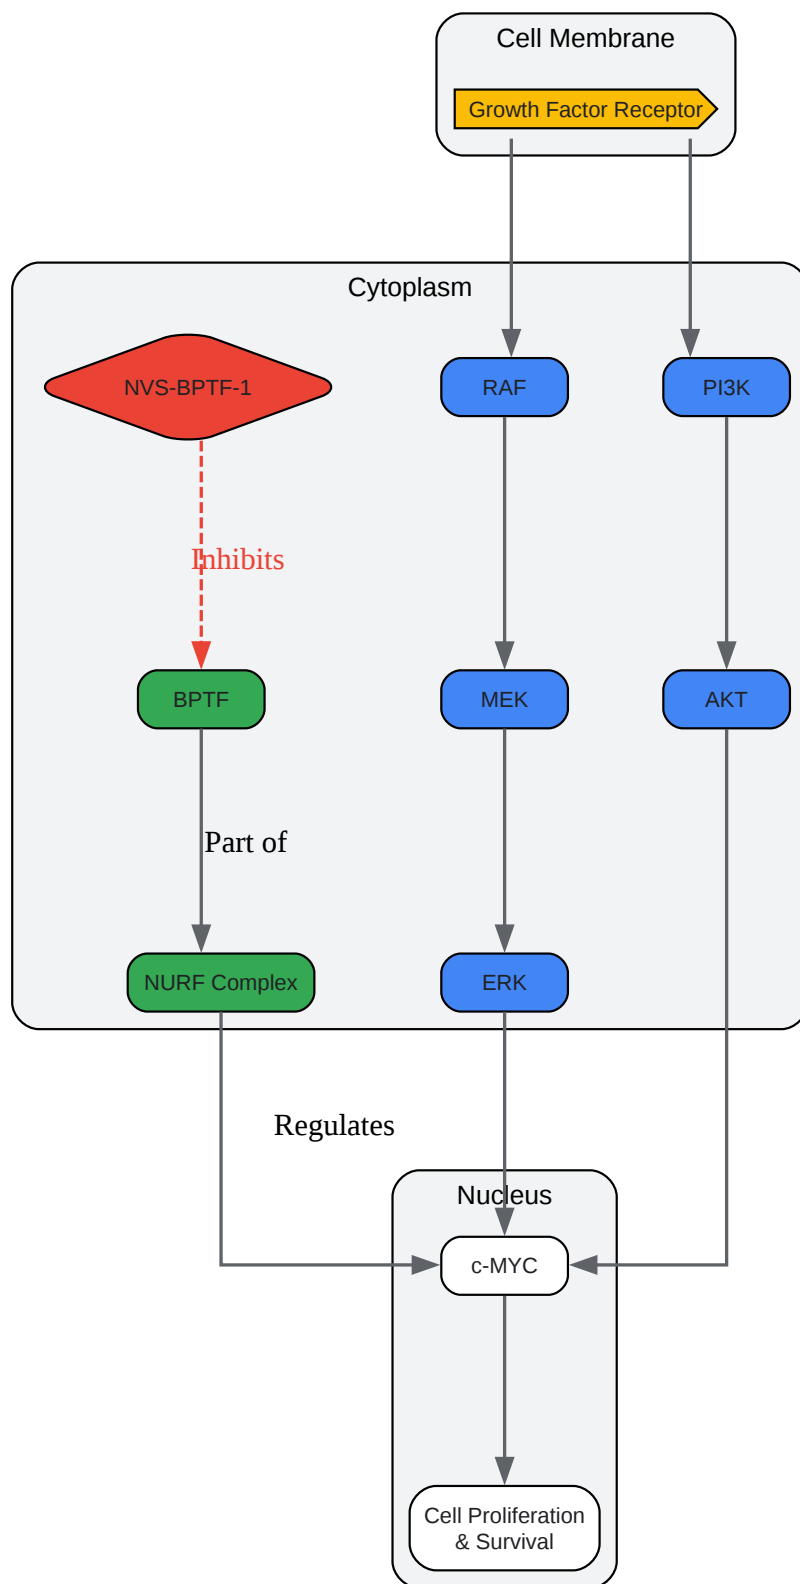 Cell Membrane
Growth Factor Receptor
Cytoplasm
NVS-BPTF-1
RAF
PI3K
Inhibits
BPTF
MEK
AKT
Part of
NURF Complex
ERK
Regulates
Nucleus
c-MYC
Cell Proliferation
& Survival